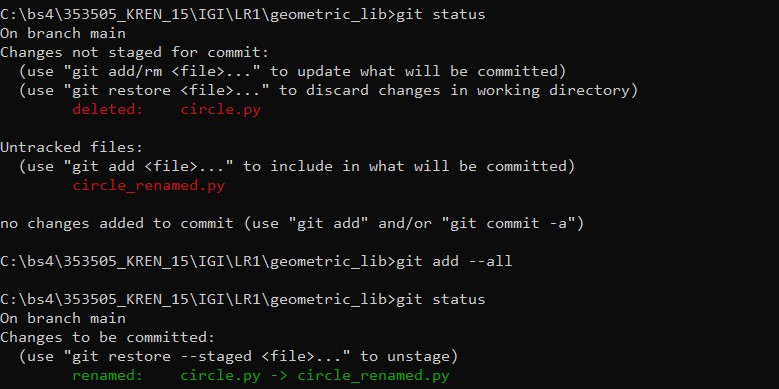 C:\bs4\353505_KREN_15\IGI\LR1\geometric_lib>git status
On branch main
Changes not staged for commit:
  (use "git add/rm <file>..." to update what will be committed)
  (use "git restore <file>..." to discard changes in working directory)
        deleted:    circle.py

Untracked files:
  (use "git add <file>..." to include in what will be committed)
        circle_renamed.py

no changes added to commit (use "git add" and/or "git commit -a")

C:\bs4\353505_KREN_15\IGI\LR1\geometric_lib>git add --all

C:\bs4\353505_KREN_15\IGI\LR1\geometric_lib>git status
On branch main
Changes to be committed:
  (use "git restore --staged <file>..." to unstage)
        renamed:    circle.py -> circle_renamed.py